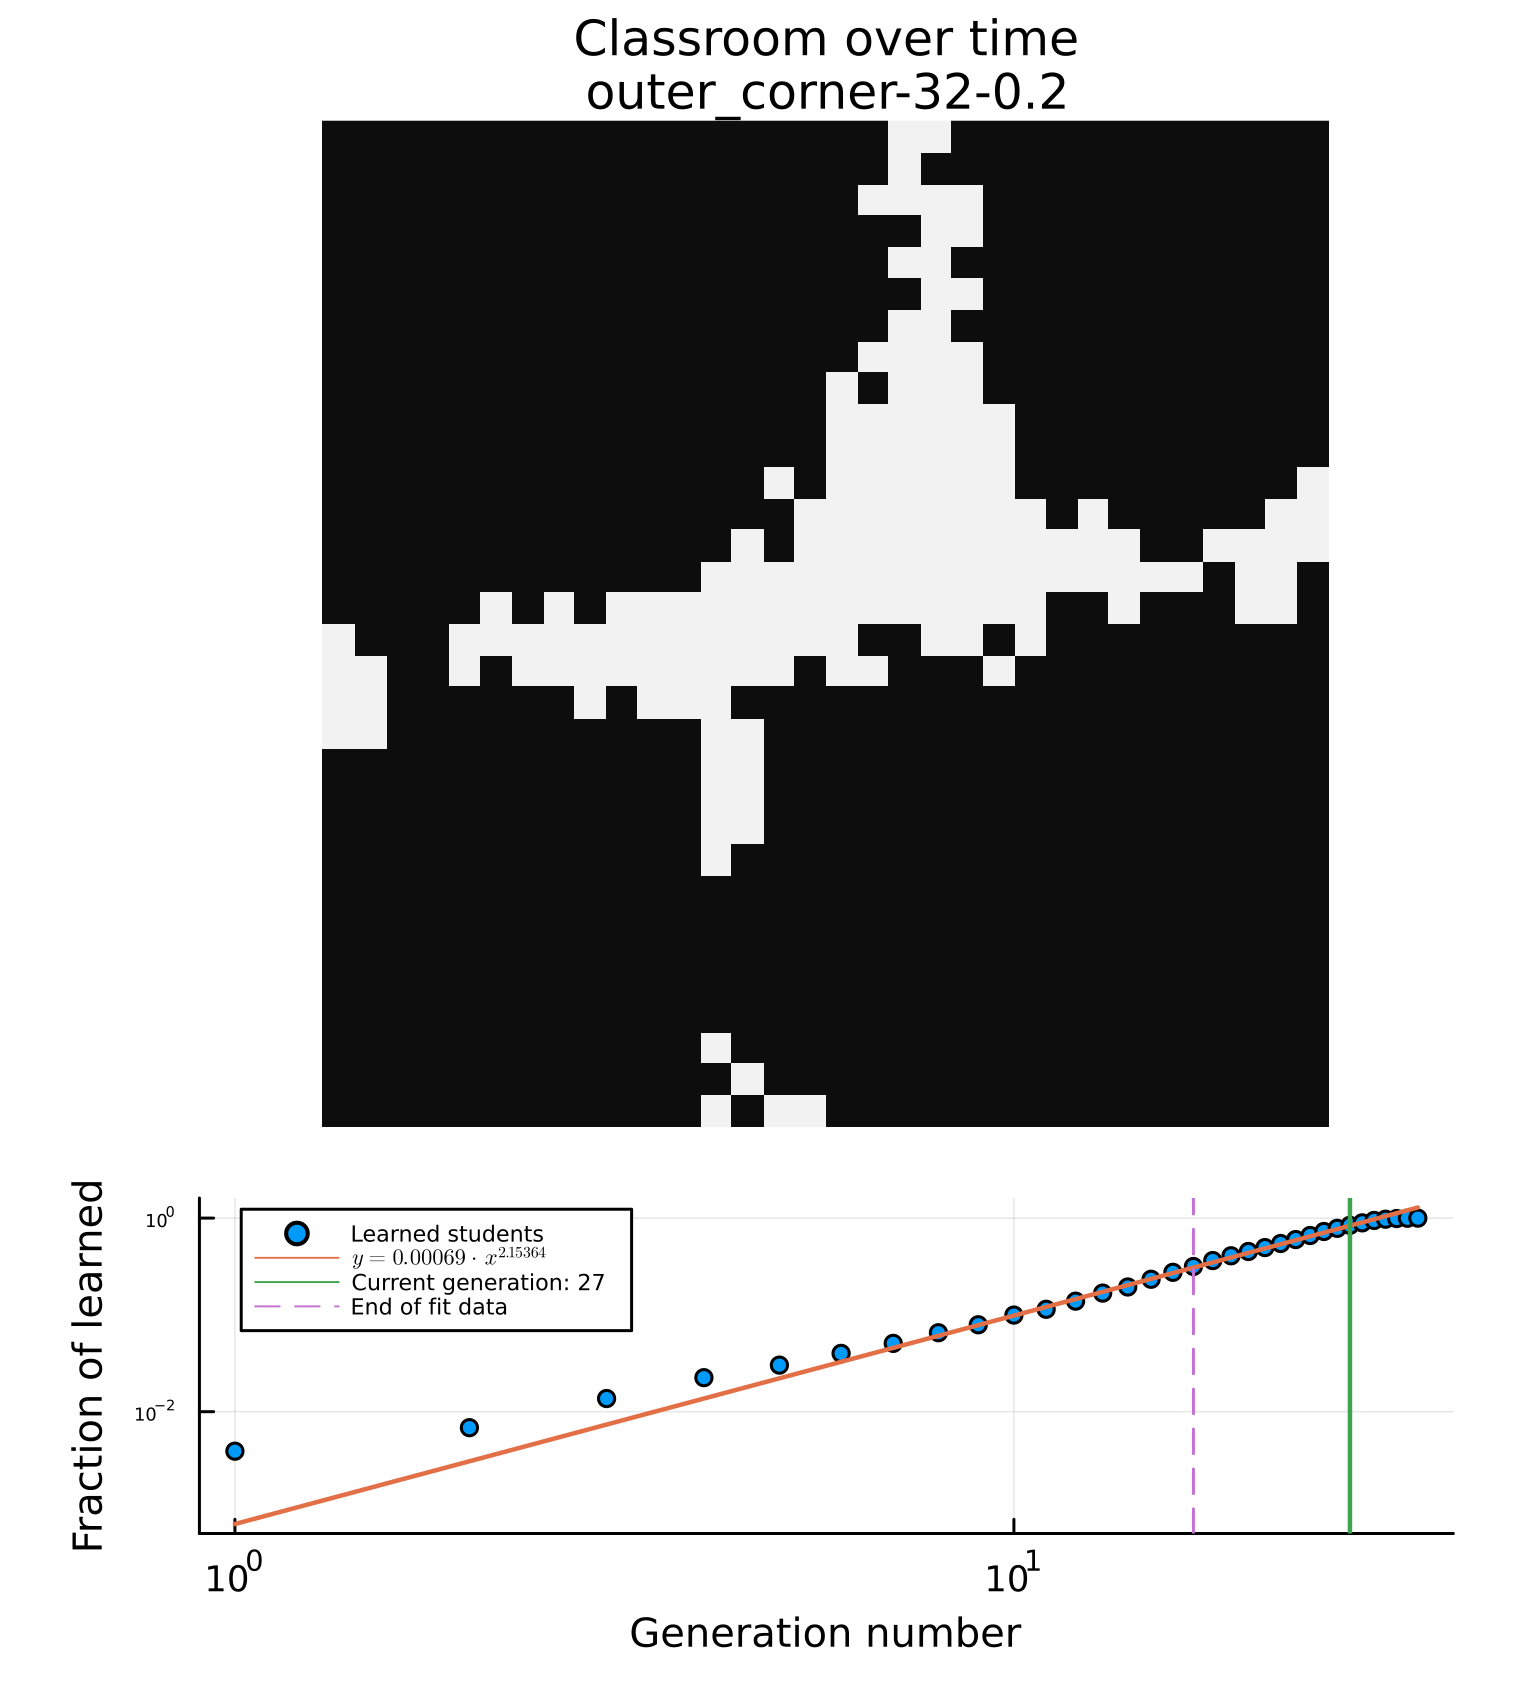 Classroom over time
outer_corner-32-0.2
Fraction of learned
10⁰
10⁻²
Learned students
y = 0.00069 · x^2.15364
Current generation: 27
End of fit data
10⁰
10¹
Generation number